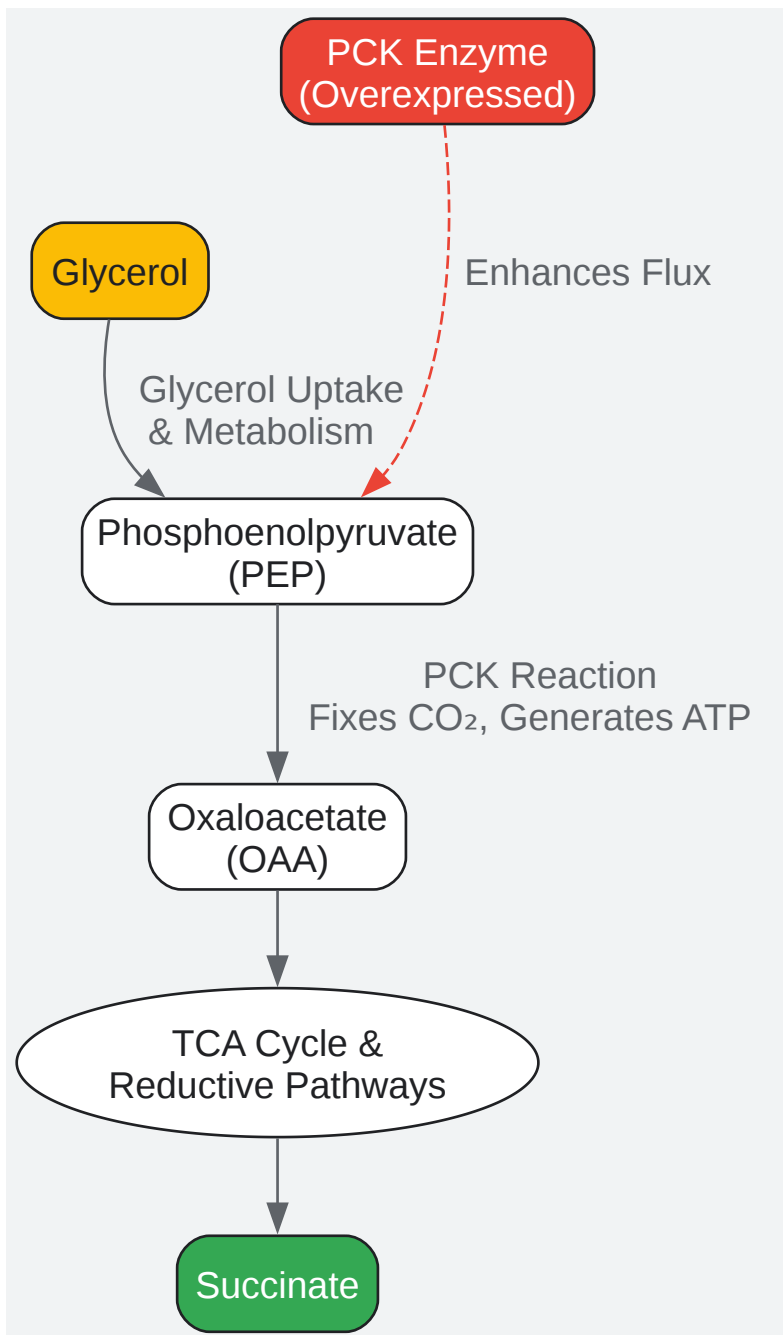 PCK Enzyme
(Overexpressed)
Glycerol
Enhances Flux
Glycerol Uptake
& Metabolism
Phosphoenolpyruvate
(PEP)
PCK Reaction
Fixes CO₂, Generates ATP
Oxaloacetate
(OAA)
TCA Cycle &
Reductive Pathways
Succinate